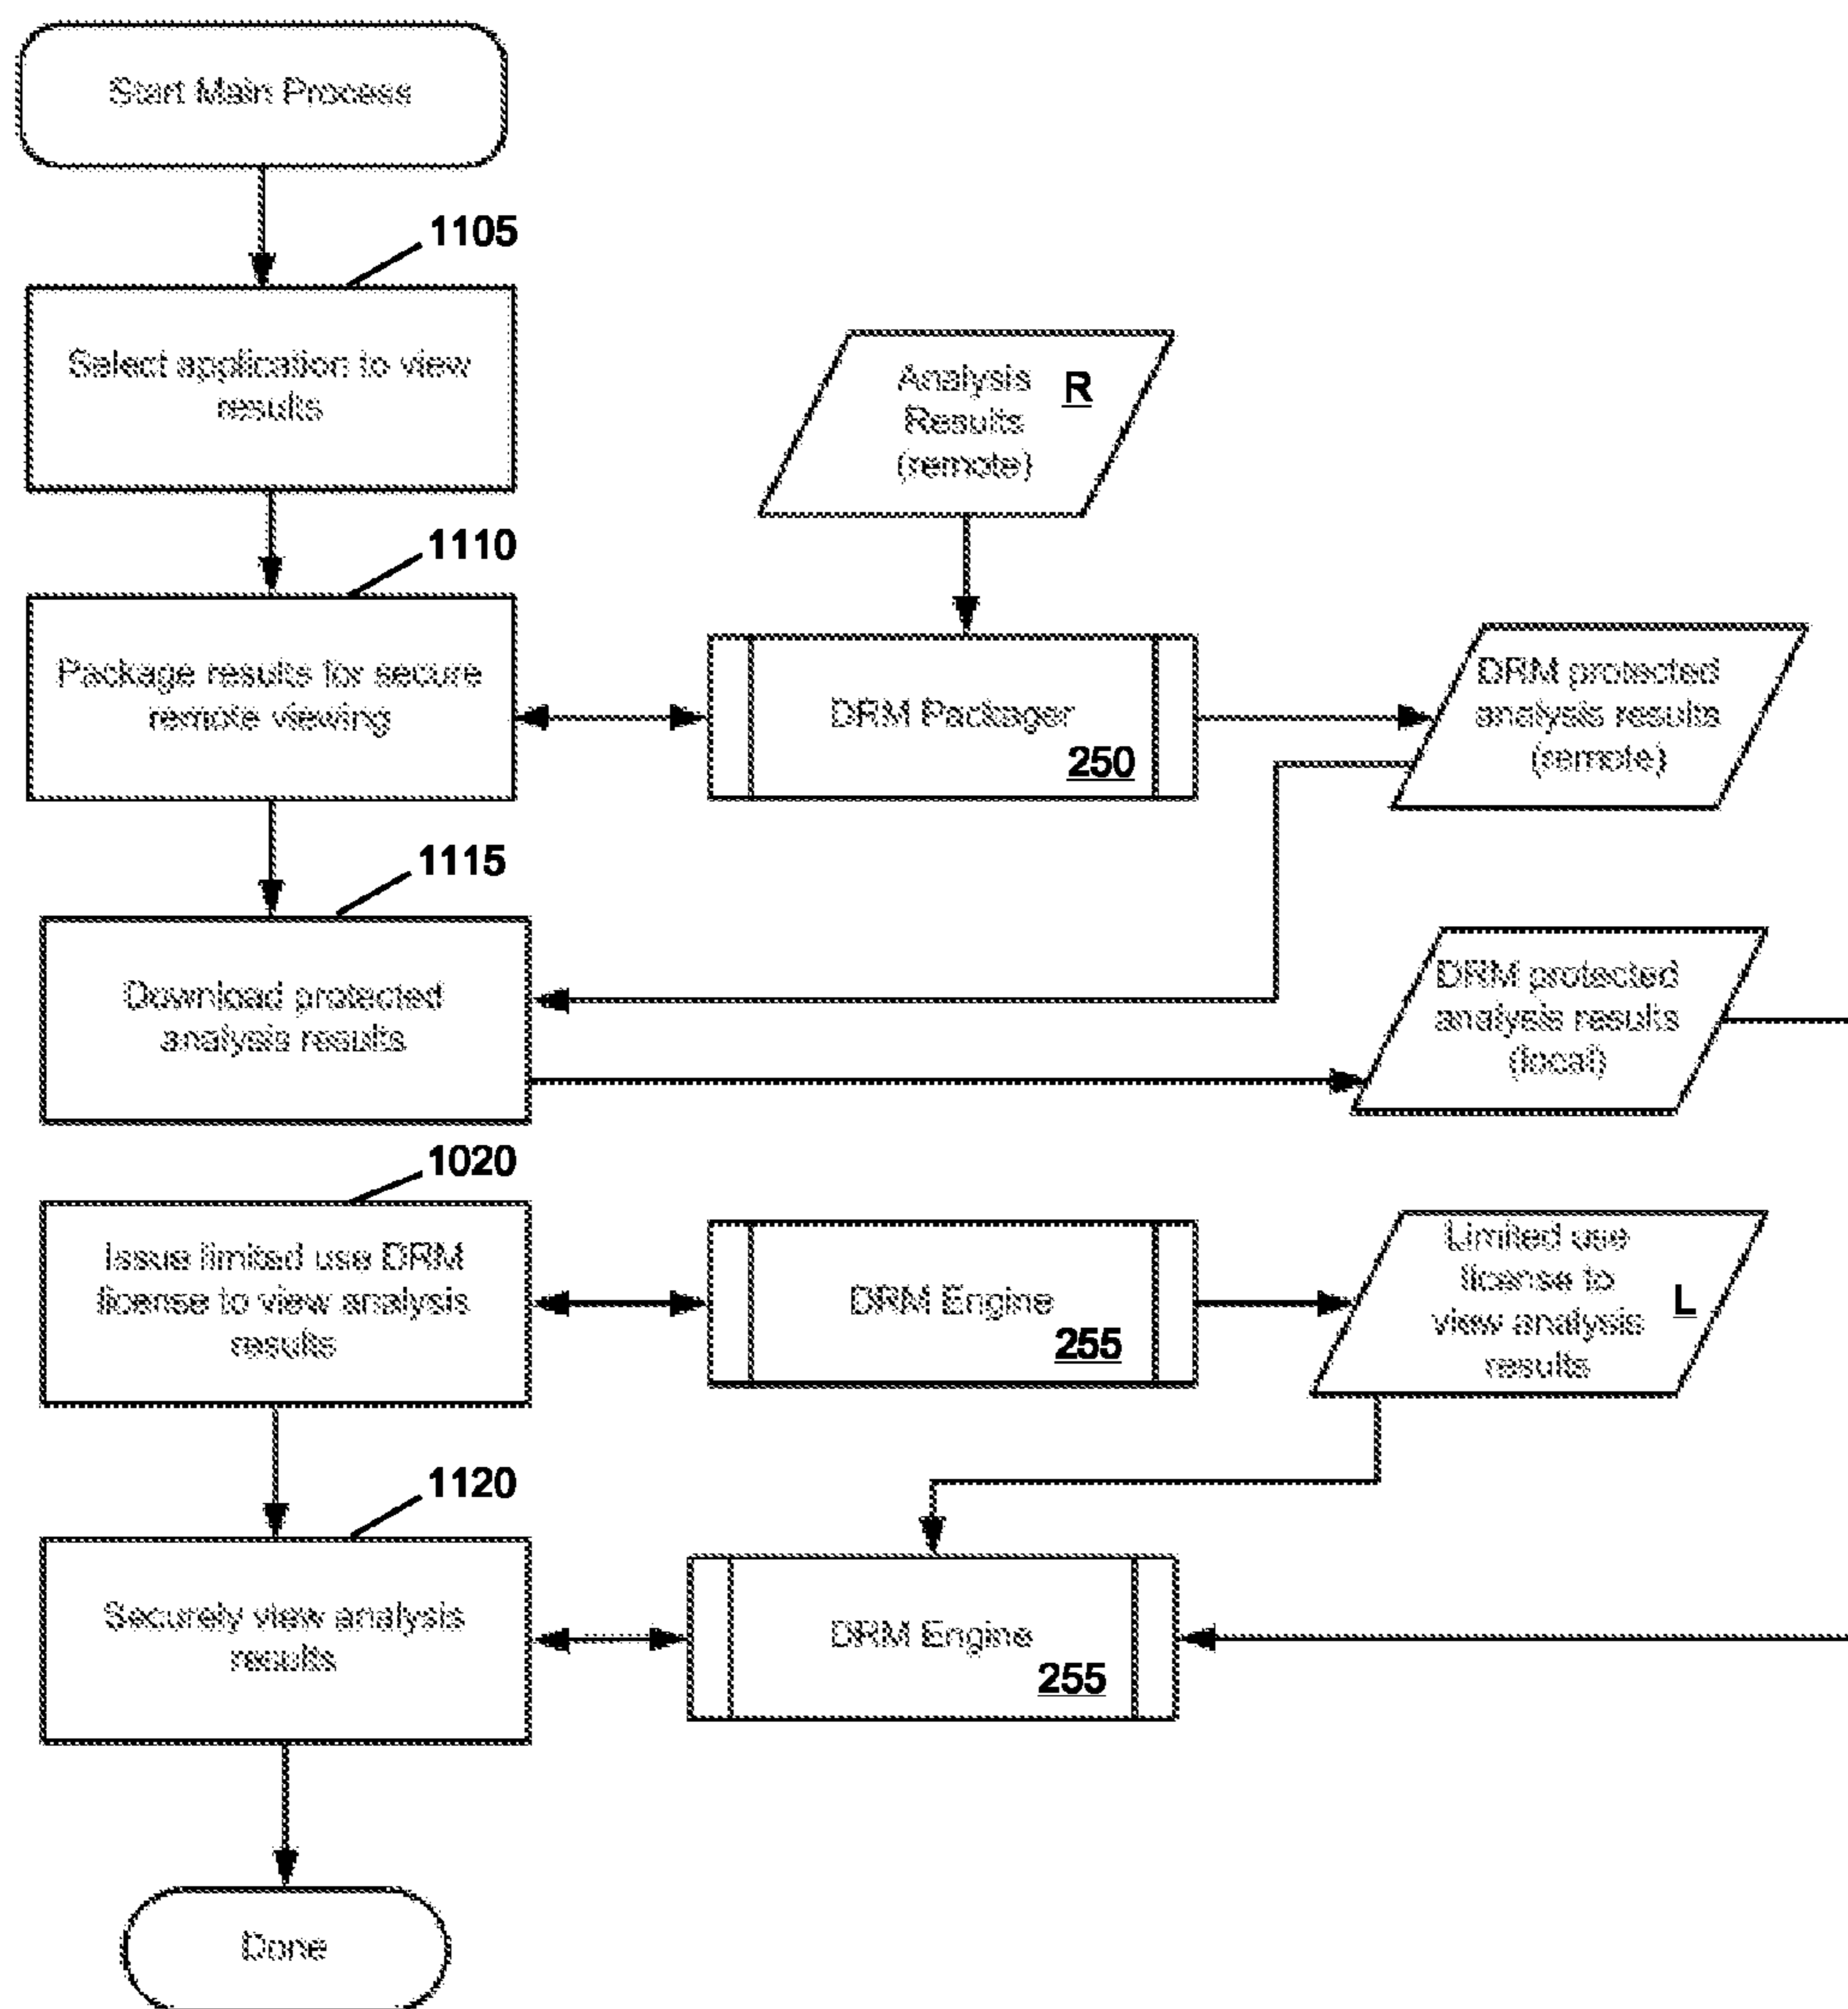 Start Main Process
1105
Select application to view
results
Analysis
Results
(remote)
R
1110
Package results for secure
remote viewing
DRM Packager
250
DRM protected
analysis results
(remote)
1115
Download protected
analysis results
DRM protected
analysis results
(local)
1020
Issue limited use DRM
license to view analysis
results
DRM Engine
255
Limited use
license to
view analysis
results
L
1120
Securely view analysis
results
DRM Engine
255
Done